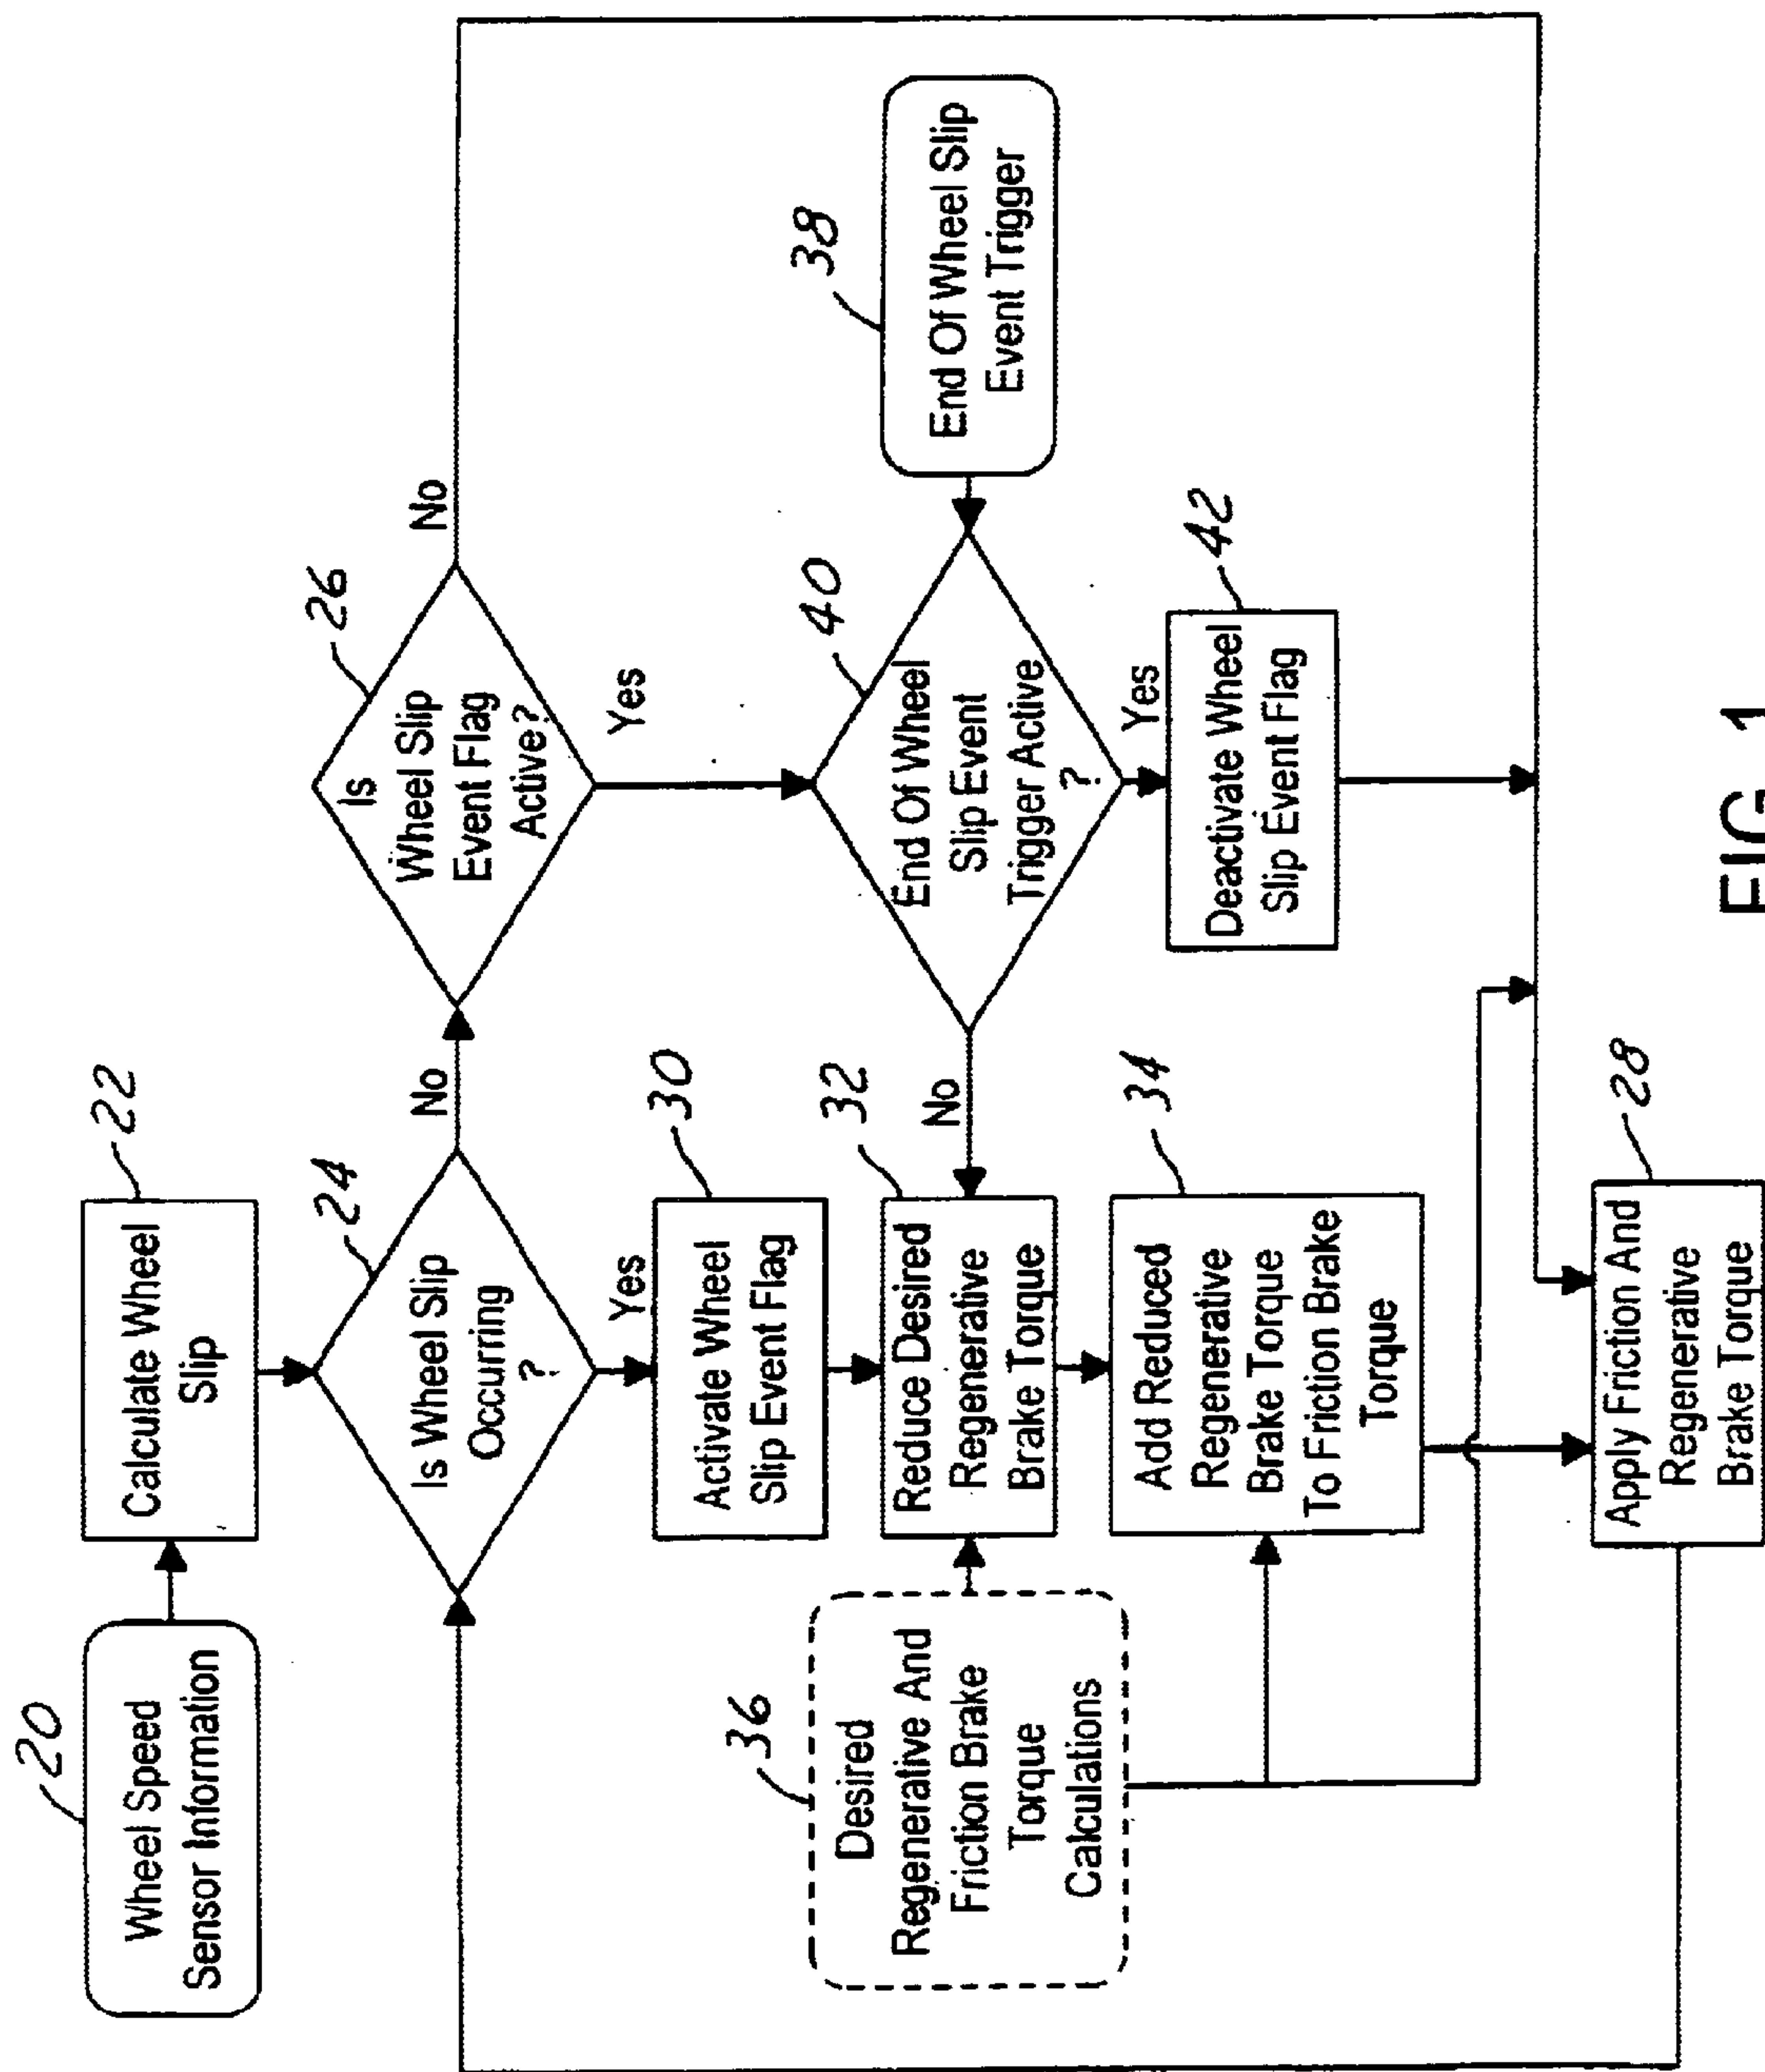 20
Wheel Speed
Sensor Information
22
Calculate Wheel
Slip
24
Is Wheel Slip
Occurring
?
No
Yes
26
Is
Wheel Slip
Event Flag
Active?
No
Yes
30
Activate Wheel
Slip Event Flag
36
Desired
Regenerative And
Friction Brake
Torque
Calculations
32
Reduce Desired
Regenerative
Brake Torque
No
40
End Of Wheel
Slip Event
Trigger Active
?
Yes
38
End Of Wheel Slip
Event Trigger
34
Add Reduced
Regenerative
Brake Torque
To Friction Brake
Torque
42
Deactivate Wheel
Slip Event Flag
28
Apply Friction And
Regenerative
Brake Torque
FIG. 1